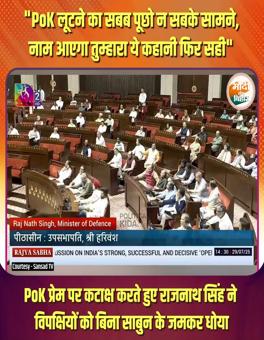 "PoK लूटने का सबब पूछो न सबके सामने,
नाम आएगा तुम्हारा ये कहानी फिर सही"
मोदी
Raj Nath Singh, Minister of Defence
पीठासीन : उपसभापति, श्री हरिवंश
RAJYA SABHA
USSION ON INDIA'S STRONG, SUCCESSFUL AND DECISIVE 'OPE
14:30 29/07/25
Courtesy - Sansad TV
PoK प्रेम पर कटाक्ष करते हुए राजनाथ सिंह ने
विपक्षियों को बिना साबुन के जमकर धोया